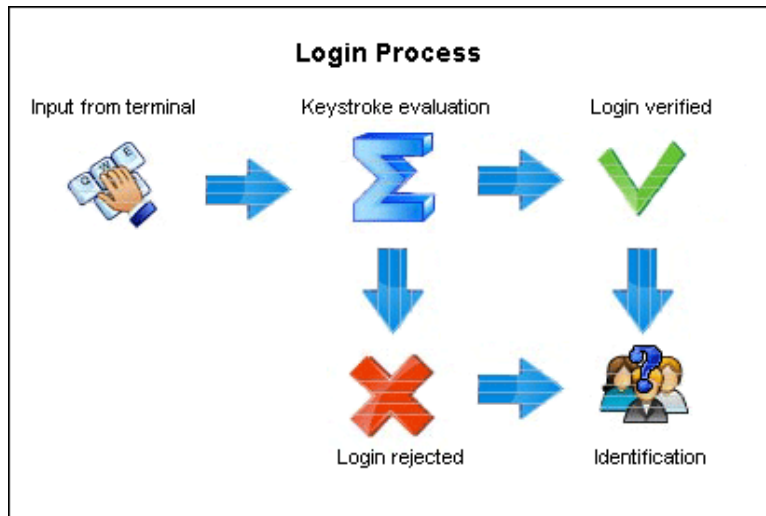 Login Process
Input from terminal
Keystroke evaluation
Login verified
Q W E
?
Login rejected
Identification